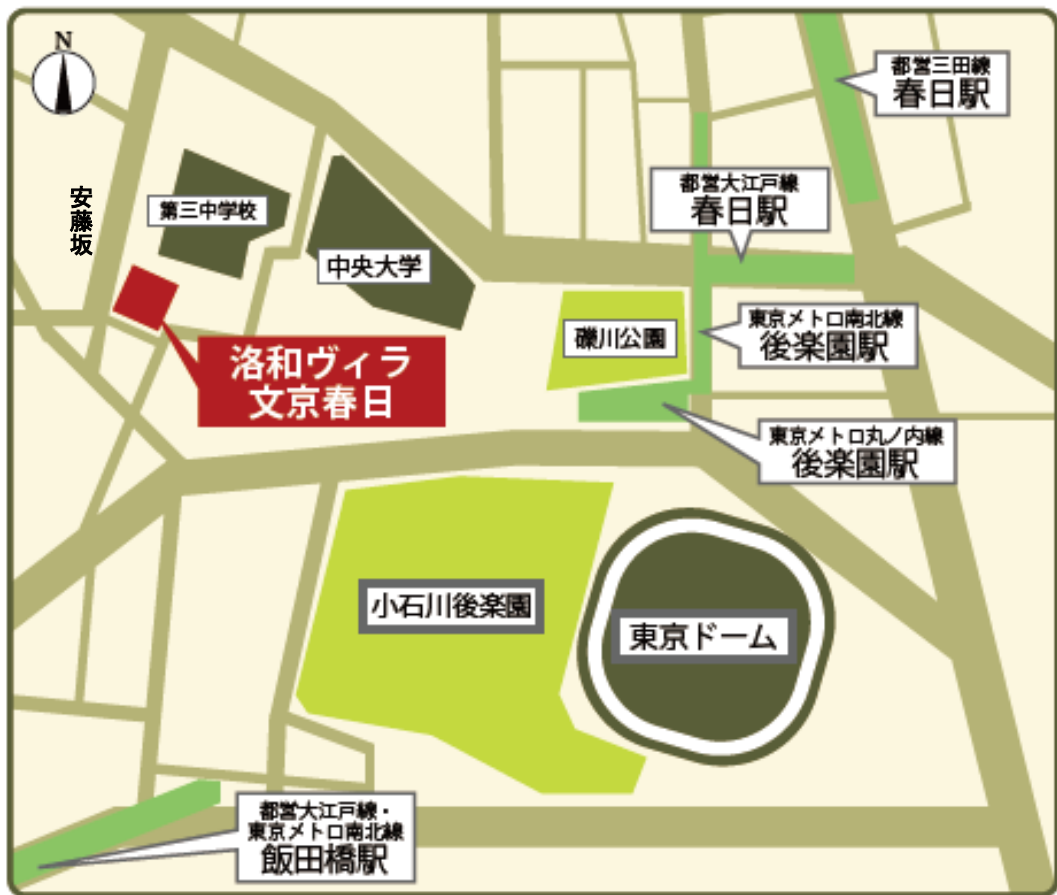 N
都営三田線
春日駅
安藤坂
第三中学校
都営大江戸線
春日駅
中央大学
礫川公園
東京メトロ南北線
後楽園駅
洛和ヴィラ
文京春日
東京メトロ丸ノ内線
後楽園駅
小石川後楽園
東京ドーム
都営大江戸線・
東京メトロ南北線
飯田橋駅